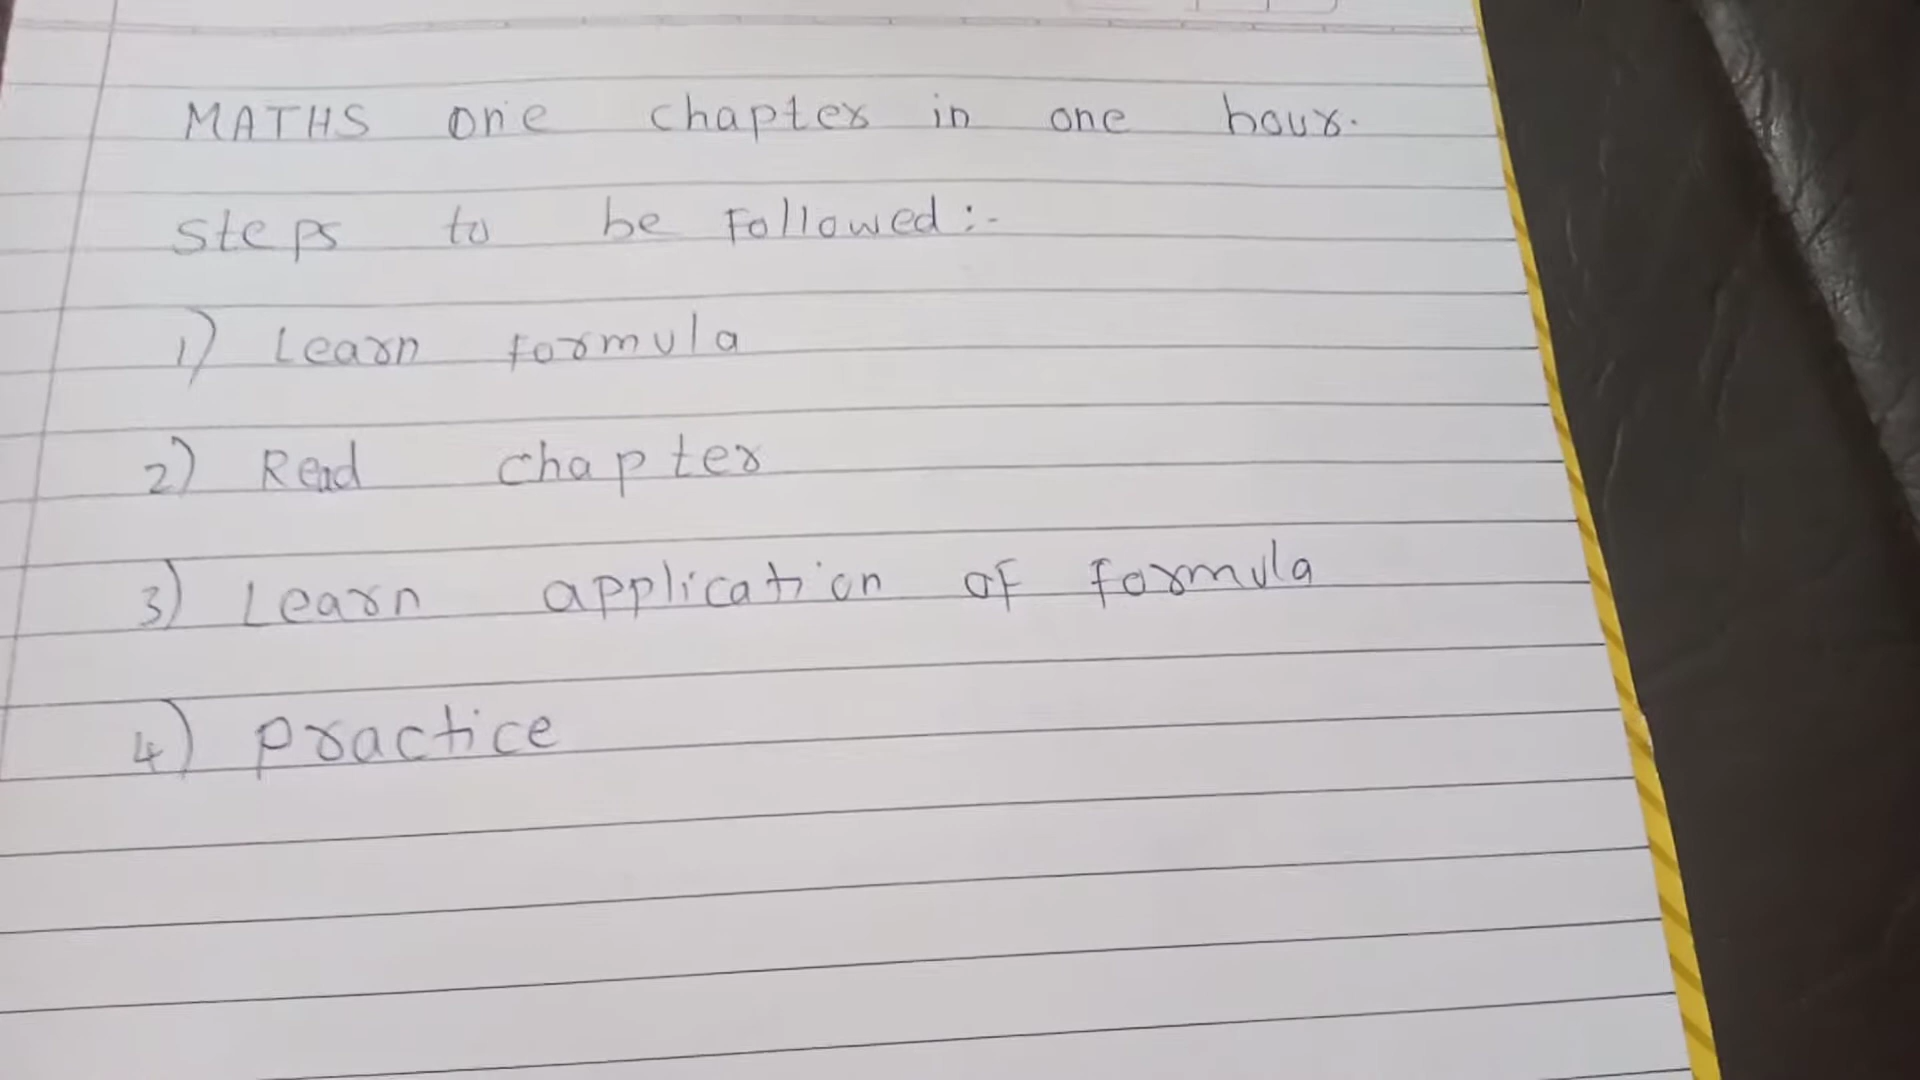 MATHS one chapter in one hour.
steps to be Followed :-
1) Learn formula
2) Read chapter
3) Learn application of formula
4) practice